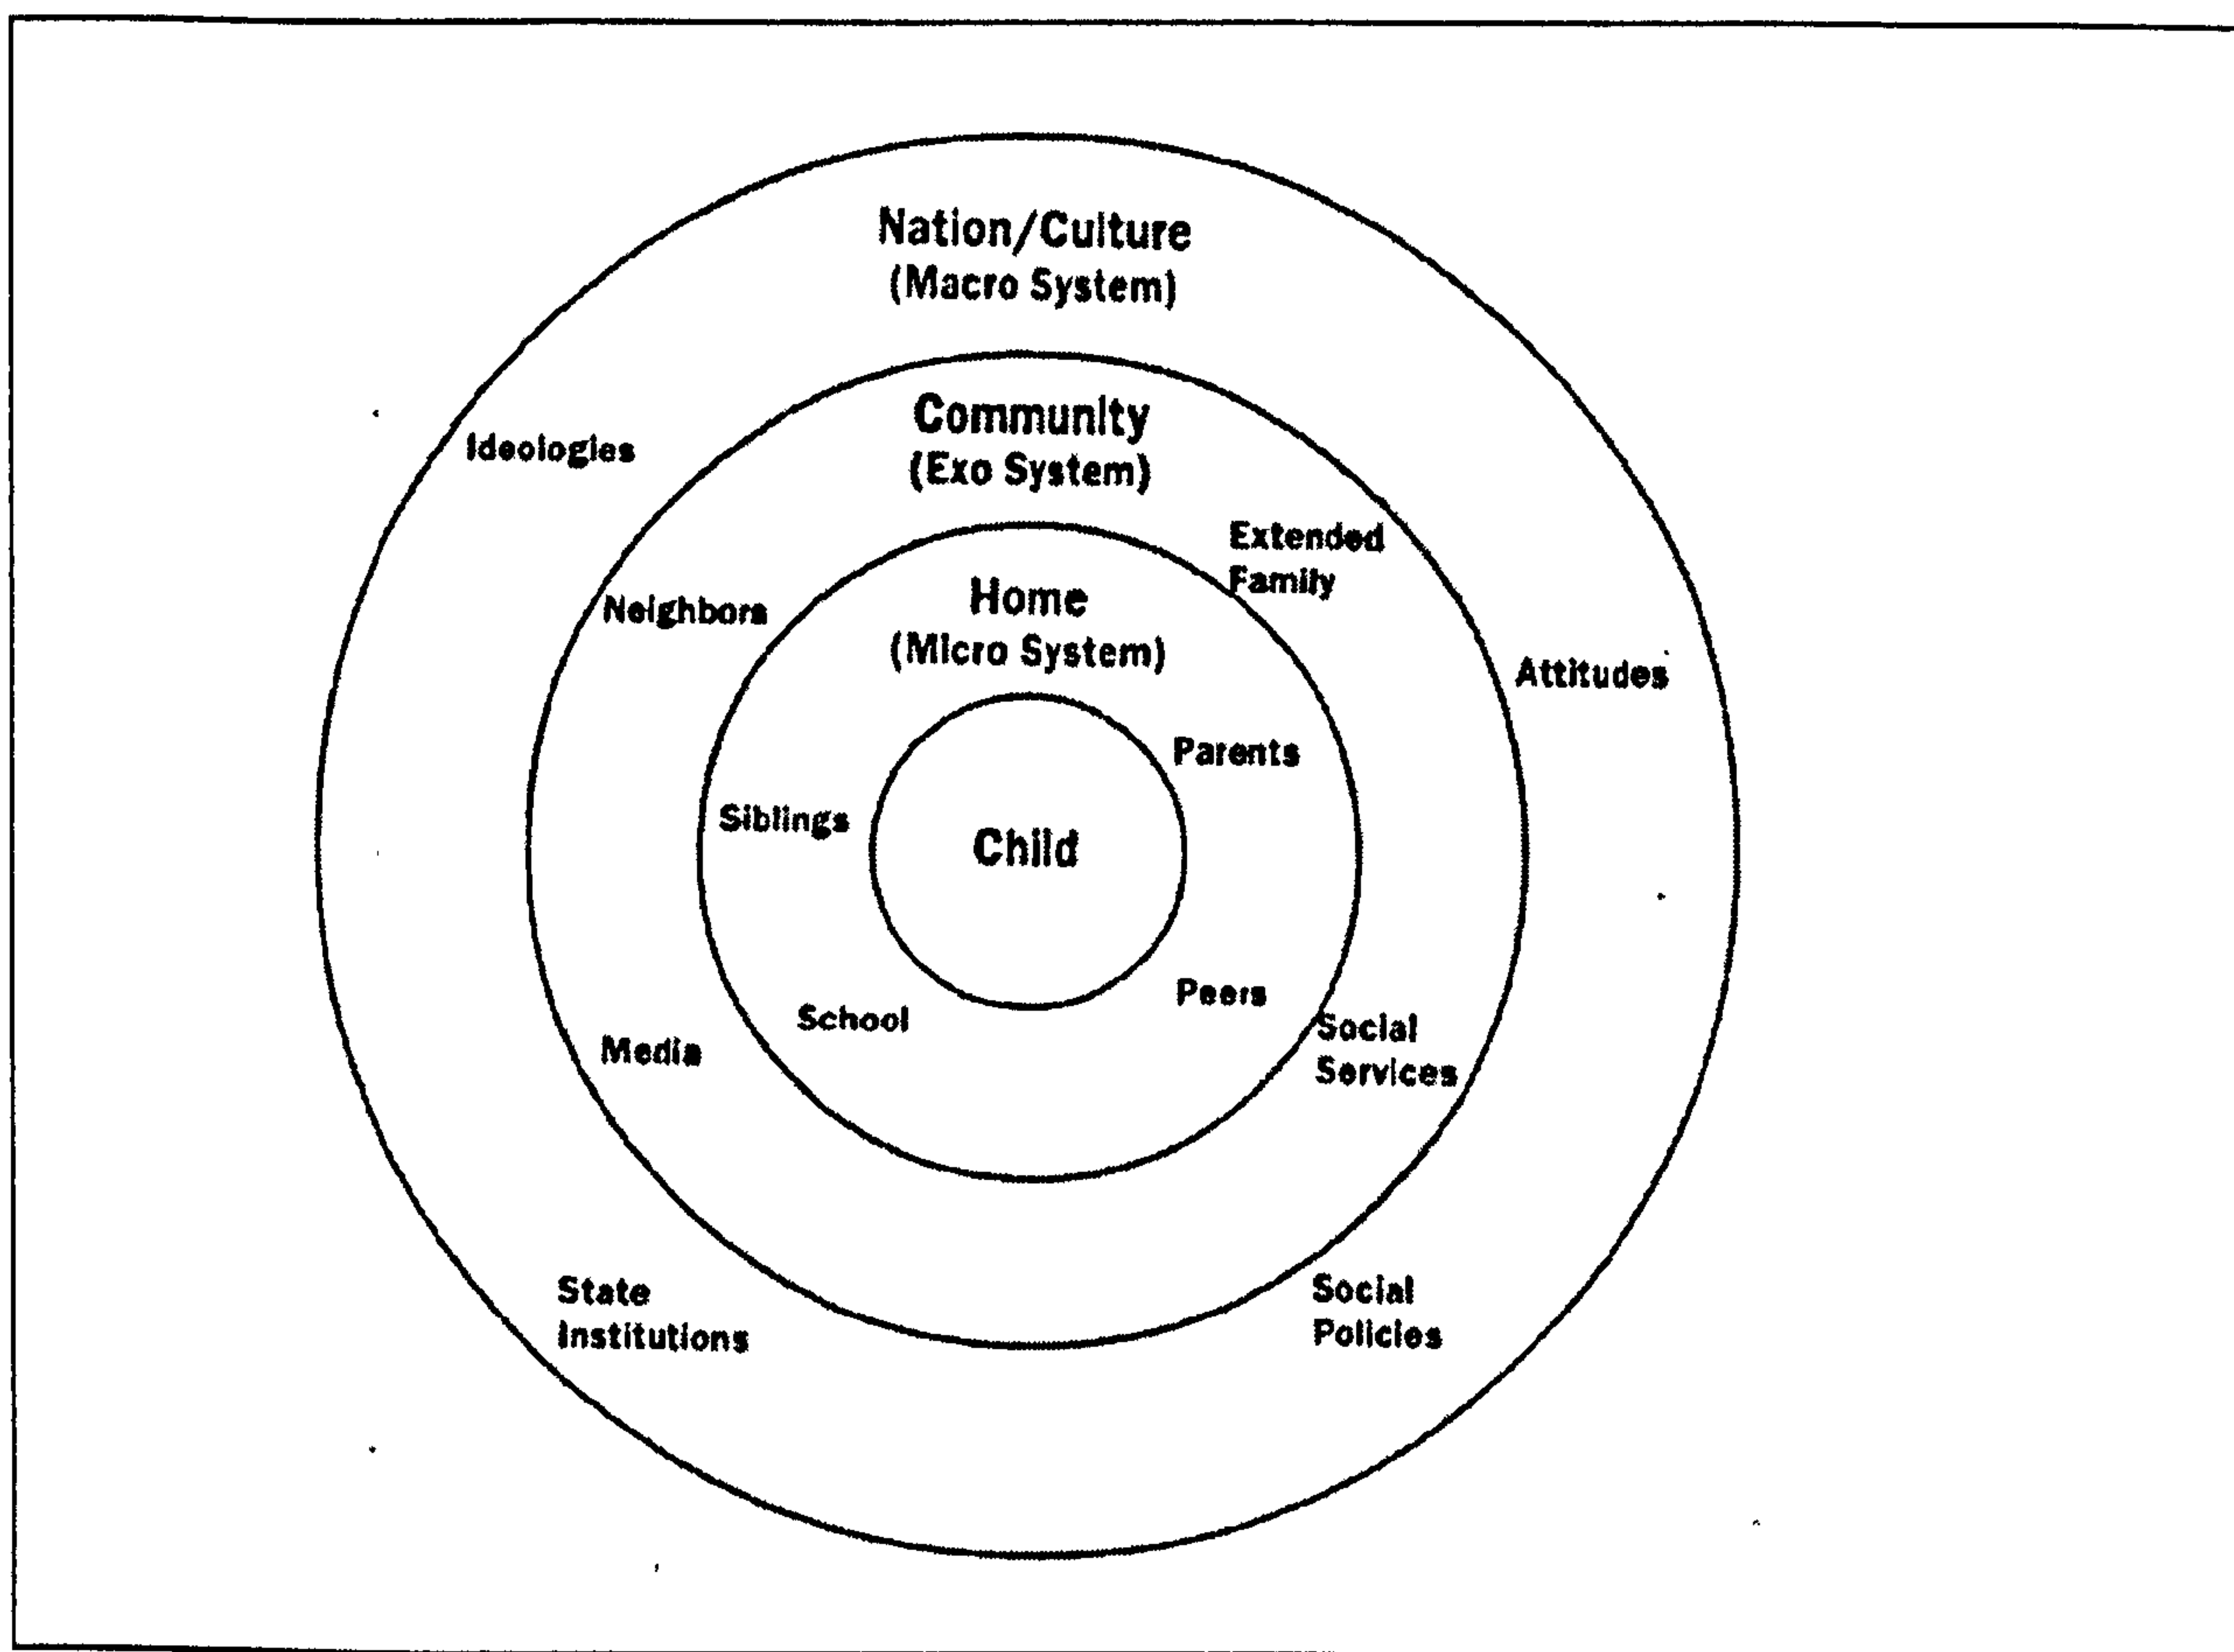 Nation/Culture
(Macro System)
Community
(Exo System)
Ideologies
Extended
Family
Home
(Micro System)
Neighbors
Attitudes
Parents
Siblings
Child
Peers
School
Social
Services
Media
State
Institutions
Social
Policies